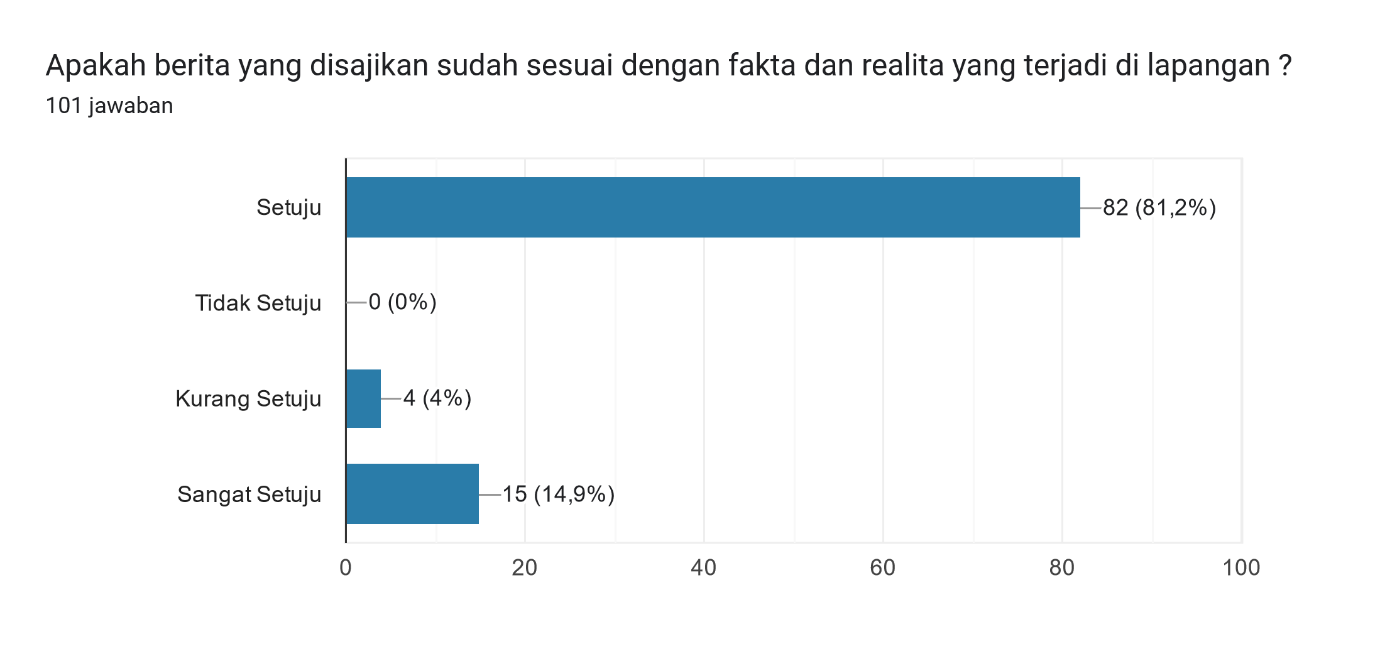 Apakah berita yang disajikan sudah sesuai dengan fakta dan realita yang terjadi di lapangan ?
101 jawaban
Setuju
82 (81,2%)
Tidak Setuju
0 (0%)
Kurang Setuju
4 (4%)
Sangat Setuju
15 (14,9%)
0 20 40 60 80 100